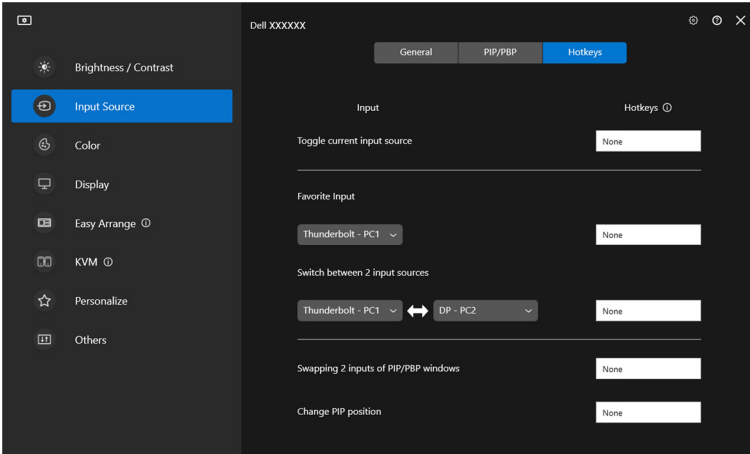 Dell XXXXXX
General PIP/PBP Hotkeys
Brightness / Contrast
Input Source
Color
Display
Easy Arrange
KVM
Personalize
Others
Input Hotkeys
Toggle current input source None
Favorite Input
Thunderbolt - PC1 None
Switch between 2 input sources
Thunderbolt - PC1 DP - PC2 None
Swapping 2 inputs of PIP/PBP windows None
Change PIP position None